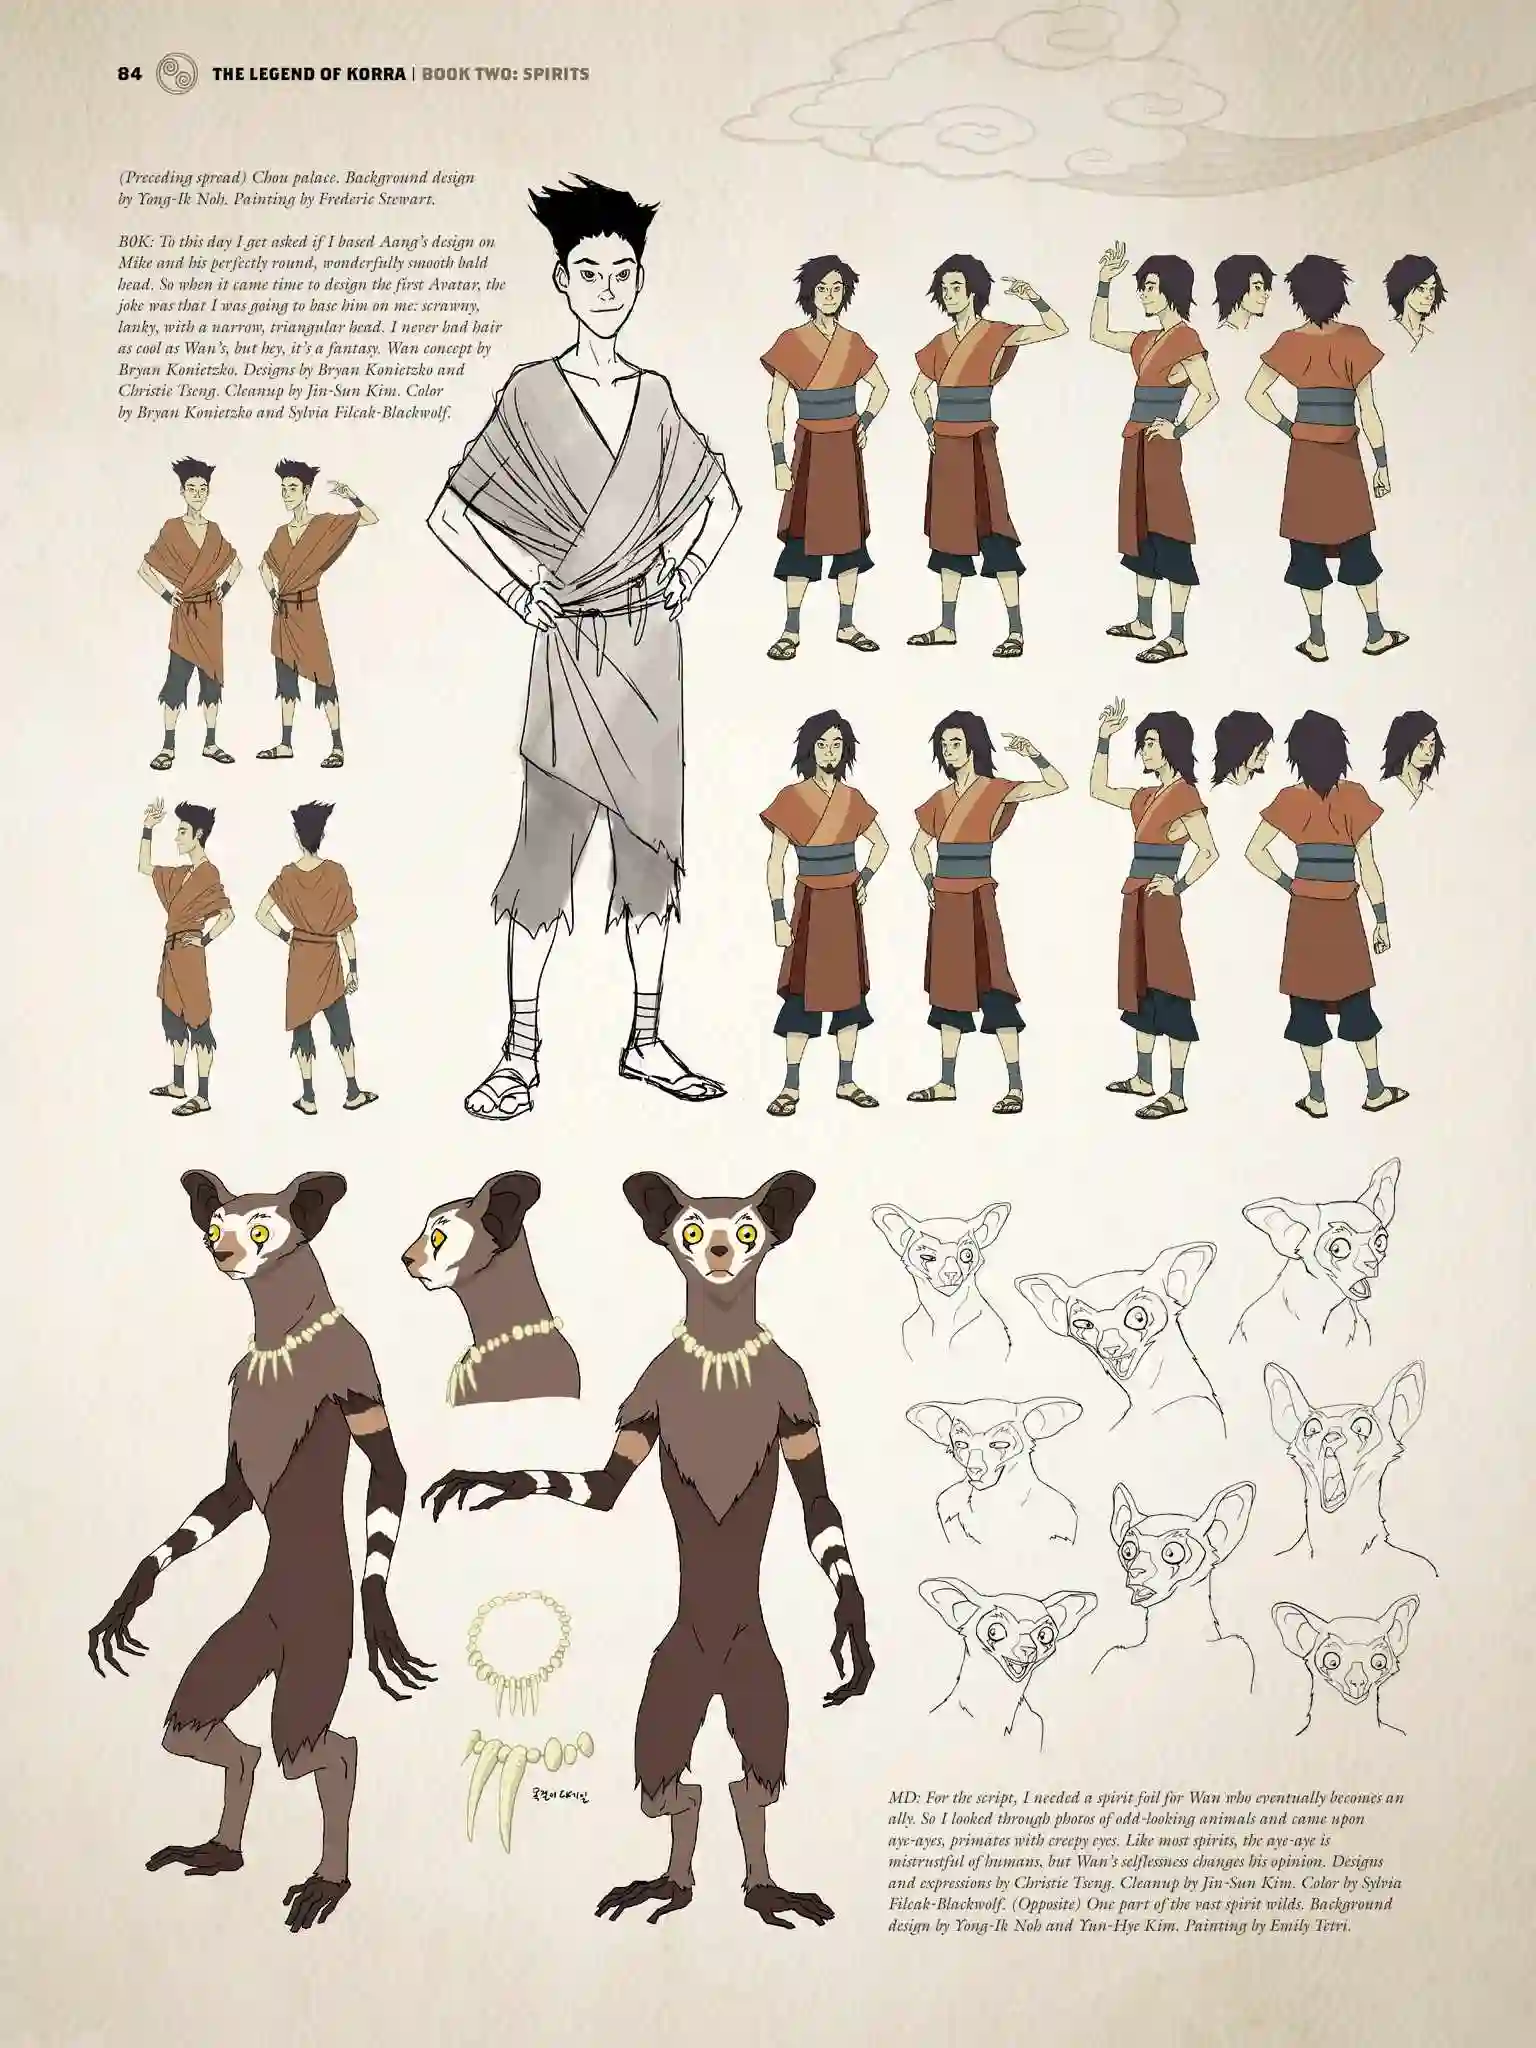 84 THE LEGEND OF KORRA | BOOK TWO: SPIRITS
(Preceding spread) Chou palace. Background design
by Yong-Ik Noh. Painting by Frederic Stewart.
BÖK: To this day I get asked if I based Aang's design on
Mike and his perfectly round, wonderfully smooth bald
head. So when it came time to design the first Avatar, the
joke was that I was going to base him on me: scrawny,
lanky, with a narrow, triangular head. I never had hair
as cool as Wan's, but hey, it's a fantasy. Wan concept by
Bryan Konietzko. Designs by Bryan Konietzko and
Christie Tseng. Cleanup by Jin-Sun Kim. Color
by Bryan Konietzko and Sylvia Filcak-Blackwolf.
목걸이 디테일
MD: For the script, I needed a spirit foil for Wan who eventually becomes an
ally. So I looked through photos of odd-looking animals and came upon
aye-ayes, primates with creepy eyes. Like most spirits, the aye-aye is
mistrustful of humans, but Wan's selflessness changes his opinion. Designs
and expressions by Christie Tseng. Cleanup by Jin-Sun Kim. Color by Sylvia
Filcak-Blackwolf. (Opposite) One part of the vast spirit wilds. Background
design by Yong-Ik Noh and Yun-Hye Kim. Painting by Emily Tetri.